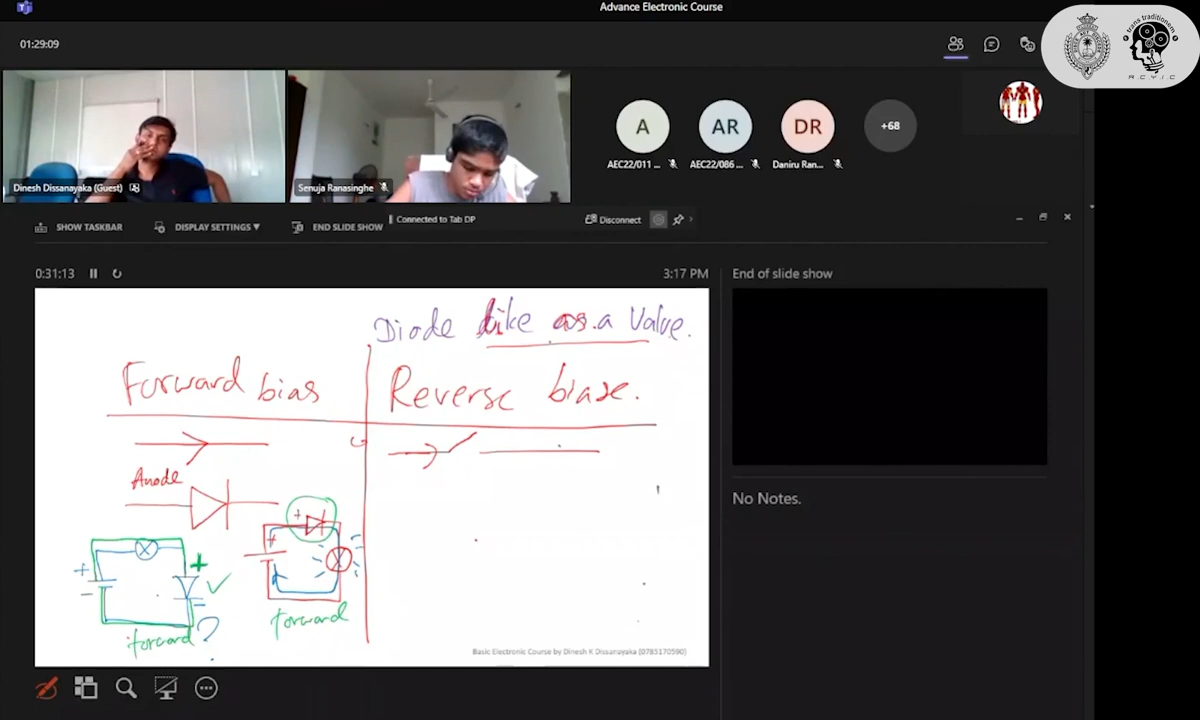 Advance Electronic Course
01:29:09
trans traditionem
R.C.Y.I.C
A
AR
DR
+68
AEC22/011 ...
AEC22/086 ...
Daniru Ran...
Dinesh Dissanayaka (Guest)
Senuja Ranasinghe
Connected to Tab DP
Disconnect
SHOW TASKBAR
DISPLAY SETTINGS
END SLIDE SHOW
0:31:13
3:17 PM
End of slide show
Diode like as a Value.
Forward bias
Reverse biase.
Anode
+
+
+
-
+
-
forward?
forward
Basic Electronic Course by Dinesh K Dissanayaka (0785170590)
No Notes.